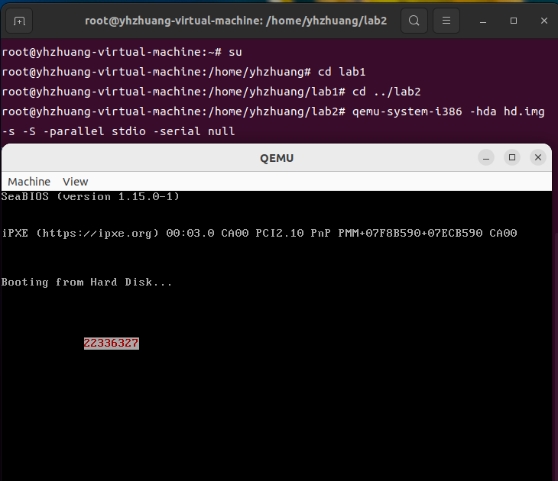 root@yhzhuang-virtual-machine: /home/yhzhuang/lab2
root@yhzhuang-virtual-machine:~# su
root@yhzhuang-virtual-machine:/home/yhzhuang# cd lab1
root@yhzhuang-virtual-machine:/home/yhzhuang/lab1# cd ../lab2
root@yhzhuang-virtual-machine:/home/yhzhuang/lab2# qemu-system-i386 -hda hd.img
-s -S -parallel stdio -serial null
QEMU
Machine View
SeaBIOS (version 1.15.0-1)
iPXE (https://ipxe.org) 00:03.0 CA00 PCI2.10 PnP PMM+07F8B590+07ECB590 CA00
Booting from Hard Disk...
22336327